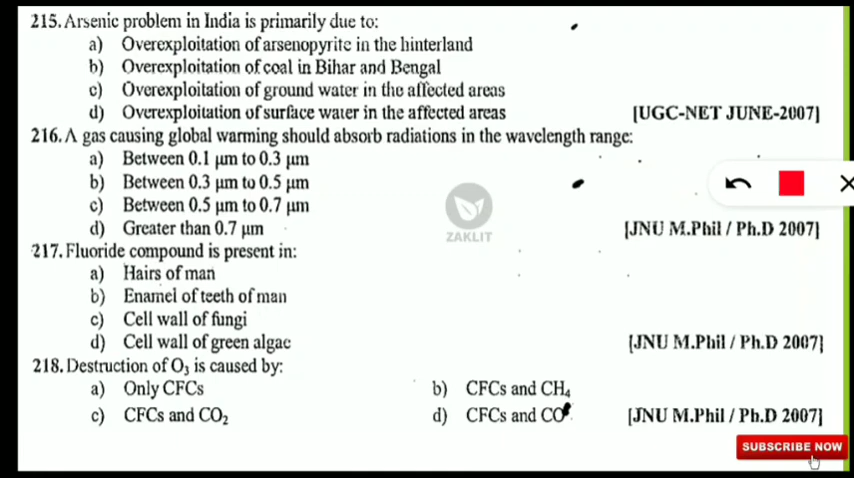 215. Arsenic problem in India is primarily due to:
a) Overexploitation of arsenopyrite in the hinterland
b) Overexploitation of coal in Bihar and Bengal
c) Overexploitation of ground water in the affected areas
d) Overexploitation of surface water in the affected areas [UGC-NET JUNE-2007]
216. A gas causing global warming should absorb radiations in the wavelength range:
a) Between 0.1 µm to 0.3 µm
b) Between 0.3 µm to 0.5 µm
c) Between 0.5 µm to 0.7 µm
d) Greater than 0.7 µm [JNU M.Phil / Ph.D 2007]
ZAKLIT
217. Fluoride compound is present in:
a) Hairs of man
b) Enamel of teeth of man
c) Cell wall of fungi
d) Cell wall of green algae [JNU M.Phil / Ph.D 2007]
218. Destruction of O₃ is caused by:
a) Only CFCs b) CFCs and CH₄
c) CFCs and CO₂ d) CFCs and CO [JNU M.Phil / Ph.D 2007]
SUBSCRIBE NOW